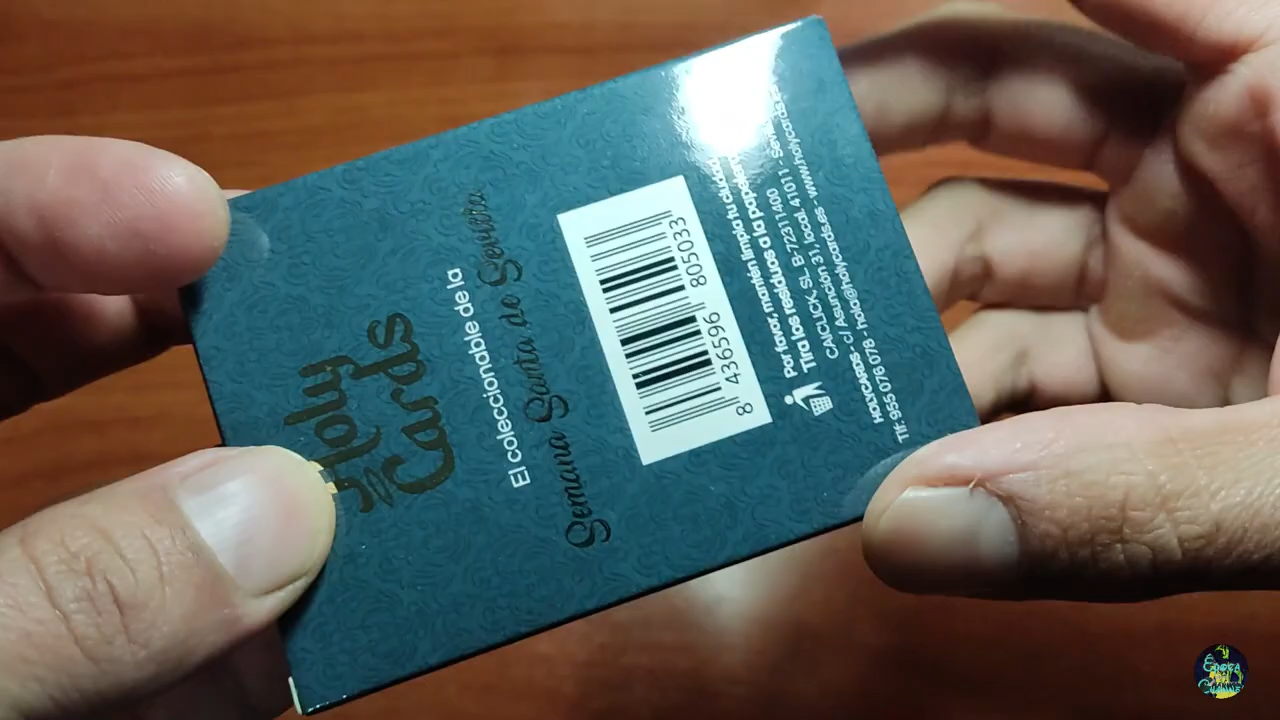 Holy
Cards
El coleccionable de la
Semana Santa de Sevilla
8 436596 805033
Por favor, mantén limpia tu ciudad
Tira los residuos a la papelera
CAICLICK, SL. B-72311400
HOLYCARDS - c/ Asunción 31, local. 41011 - Sevilla
Tlf: 955 076 078 - hola@holycards.es - www.holycards.es